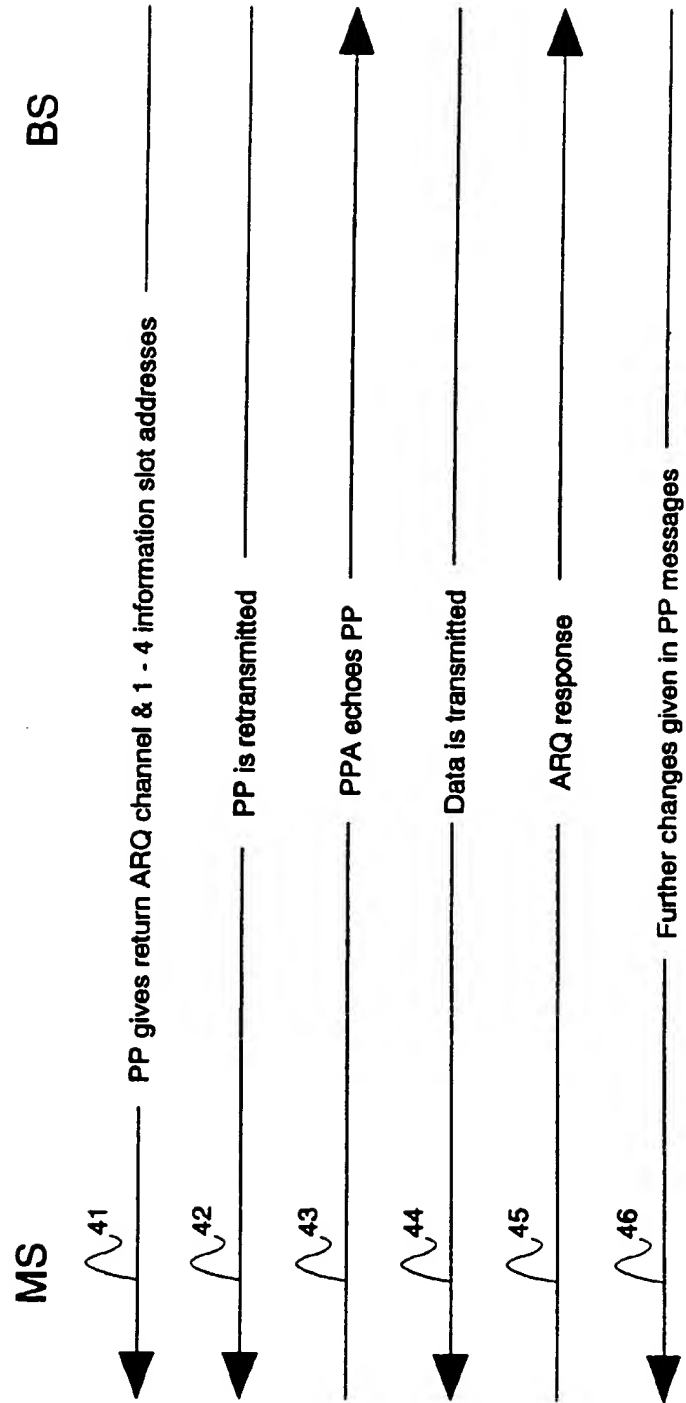 MS BS
41
PP gives return ARQ channel & 1 - 4 information slot addresses
42
PP is retransmitted
43
PPA echoes PP
44
Data is transmitted
45
ARQ response
46
Further changes given in PP messages